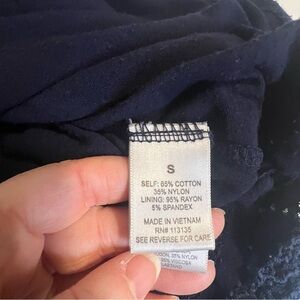 S
SELF: 65% COTTON
35% NYLON
LINING: 95% RAYON
5% SPANDEX
MADE IN VIETNAM
RN# 113135
SEE REVERSE FOR CARE